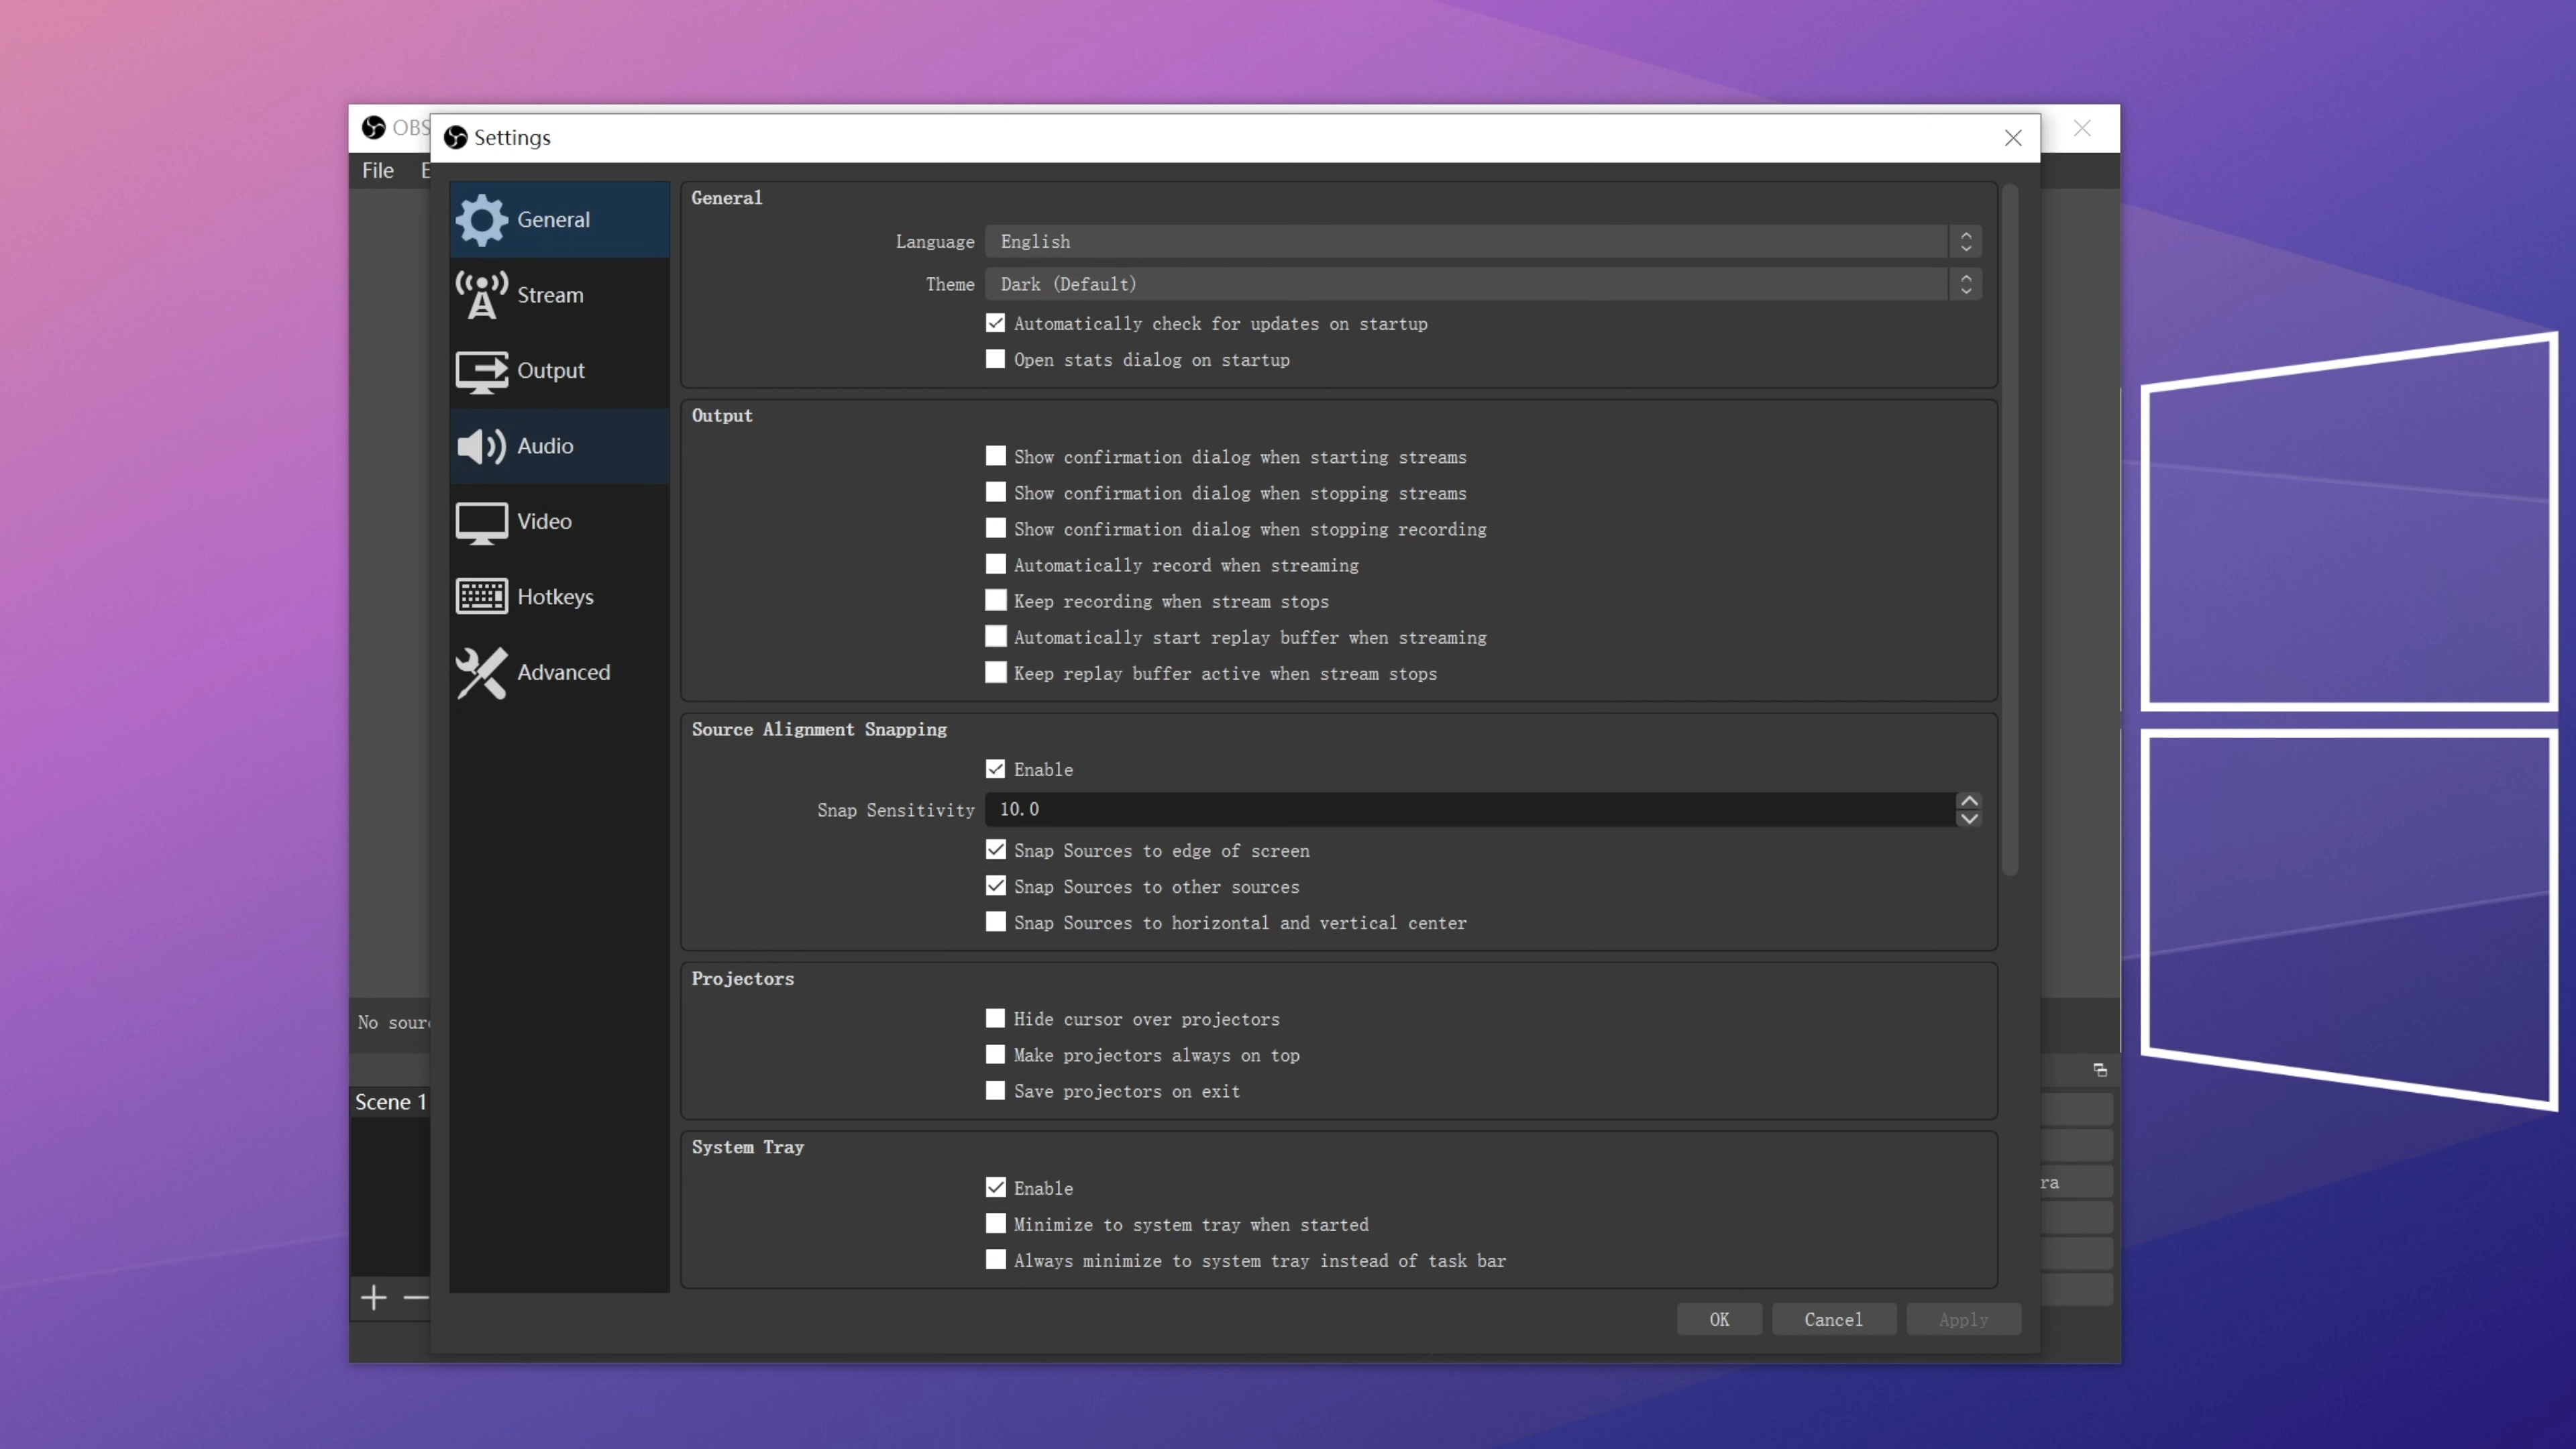 OBS
Settings
File
General
Stream
Output
Audio
Video
Hotkeys
Advanced
General
Language English
Theme Dark (Default)
Automatically check for updates on startup
Open stats dialog on startup
Output
Show confirmation dialog when starting streams
Show confirmation dialog when stopping streams
Show confirmation dialog when stopping recording
Automatically record when streaming
Keep recording when stream stops
Automatically start replay buffer when streaming
Keep replay buffer active when stream stops
Source Alignment Snapping
Enable
Snap Sensitivity 10.0
Snap Sources to edge of screen
Snap Sources to other sources
Snap Sources to horizontal and vertical center
Projectors
Hide cursor over projectors
Make projectors always on top
Save projectors on exit
System Tray
Enable
Minimize to system tray when started
Always minimize to system tray instead of task bar
No sour
Scene 1
ra
OK Cancel Apply